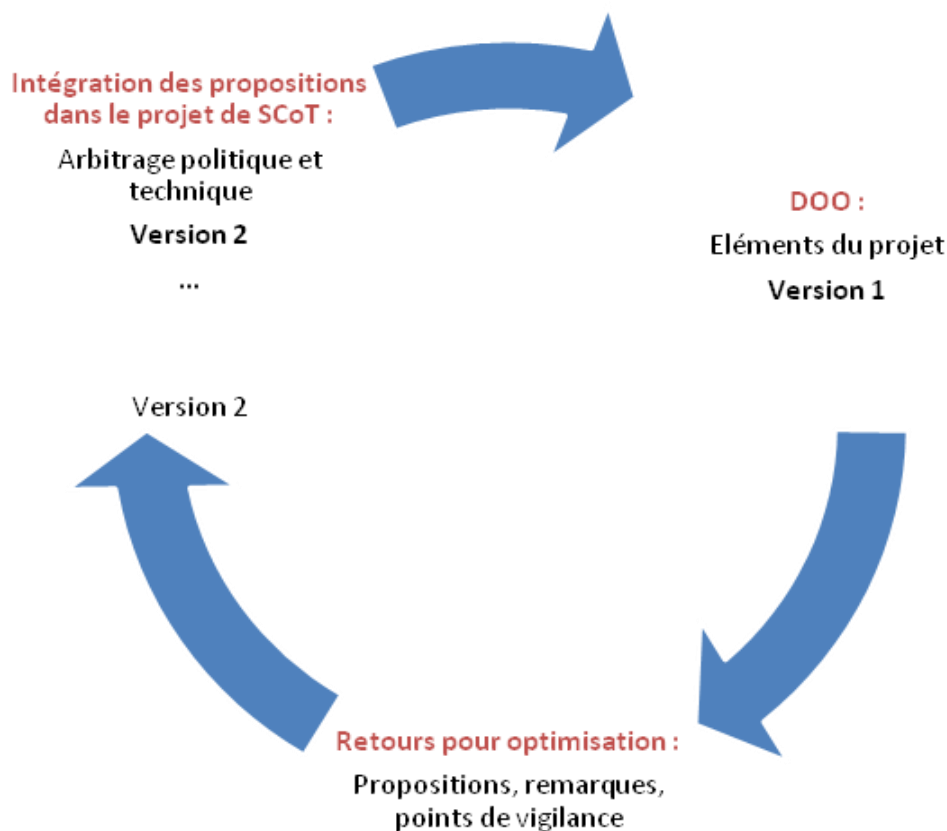 Intégration des propositions
dans le projet de SCoT :
Arbitrage politique et
technique
Version 2
...
Version 2
DOO :
Eléments du projet
Version 1
Retours pour optimisation :
Propositions, remarques,
points de vigilance